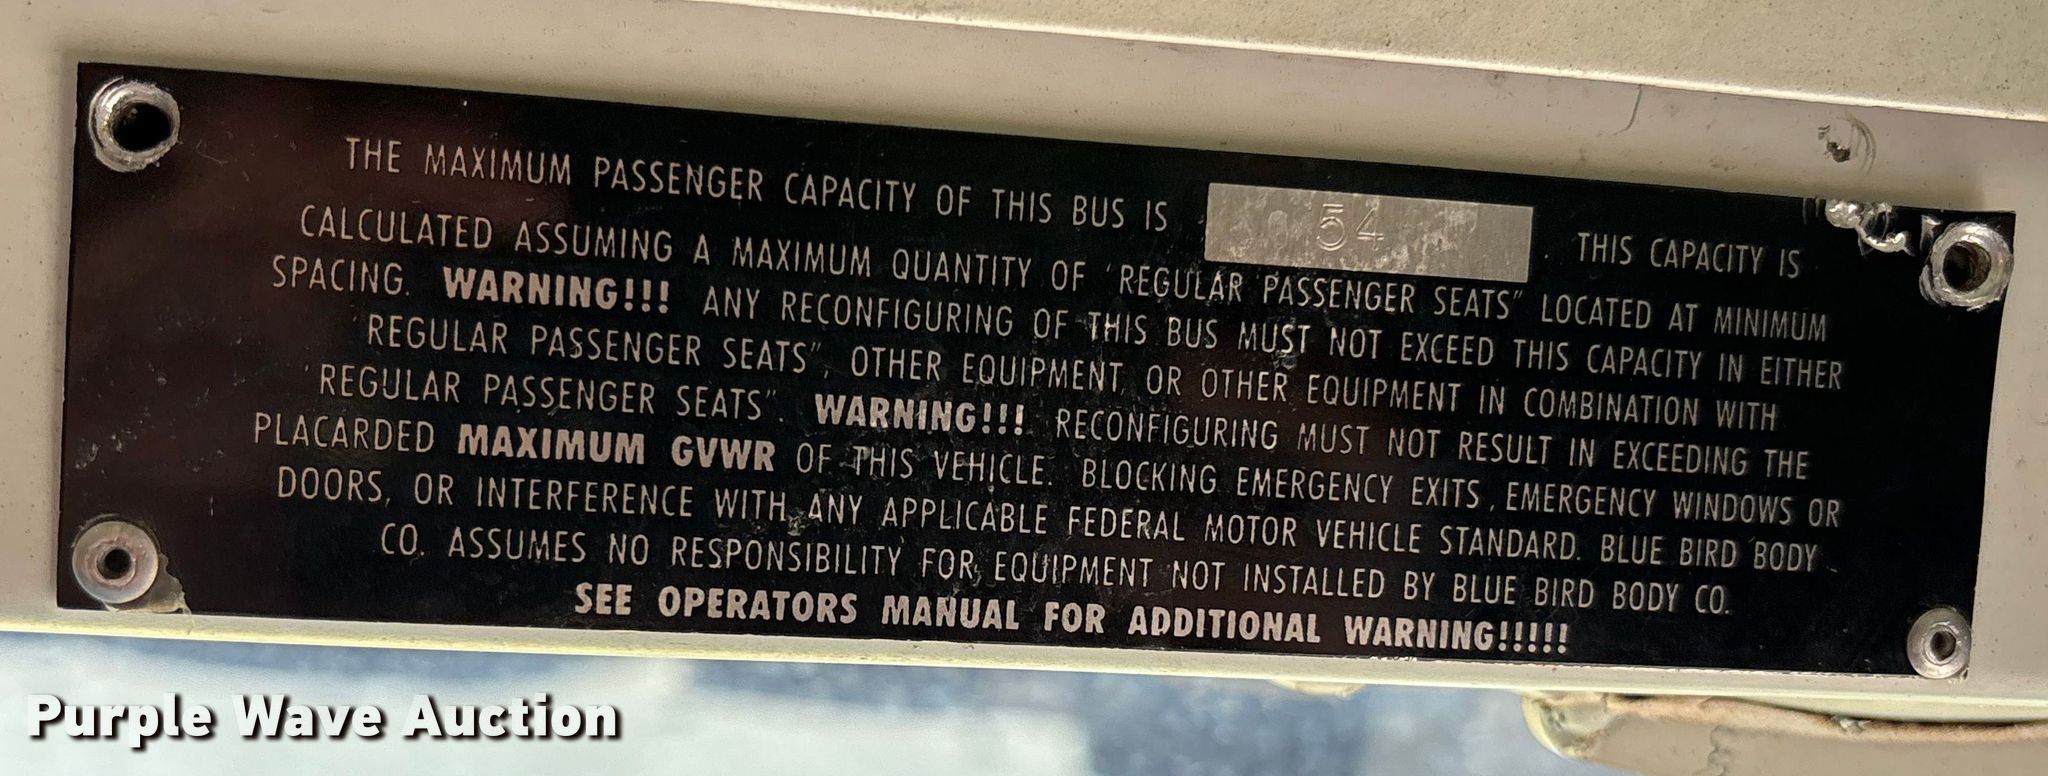 THE MAXIMUM PASSENGER CAPACITY OF THIS BUS IS 54 THIS CAPACITY IS
CALCULATED ASSUMING A MAXIMUM QUANTITY OF "REGULAR PASSENGER SEATS" LOCATED AT MINIMUM
SPACING. WARNING!!! ANY RECONFIGURING OF THIS BUS MUST NOT EXCEED THIS CAPACITY IN EITHER
REGULAR PASSENGER SEATS", OTHER EQUIPMENT, OR OTHER EQUIPMENT IN COMBINATION WITH
"REGULAR PASSENGER SEATS". WARNING!!! RECONFIGURING MUST NOT RESULT IN EXCEEDING THE
PLACARDED MAXIMUM GVWR OF THIS VEHICLE. BLOCKING EMERGENCY EXITS, EMERGENCY WINDOWS OR
DOORS, OR INTERFERENCE WITH ANY APPLICABLE FEDERAL MOTOR VEHICLE STANDARD. BLUE BIRD BODY
CO. ASSUMES NO RESPONSIBILITY FOR EQUIPMENT NOT INSTALLED BY BLUE BIRD BODY CO.
SEE OPERATORS MANUAL FOR ADDITIONAL WARNING!!!!!
Purple Wave Auction